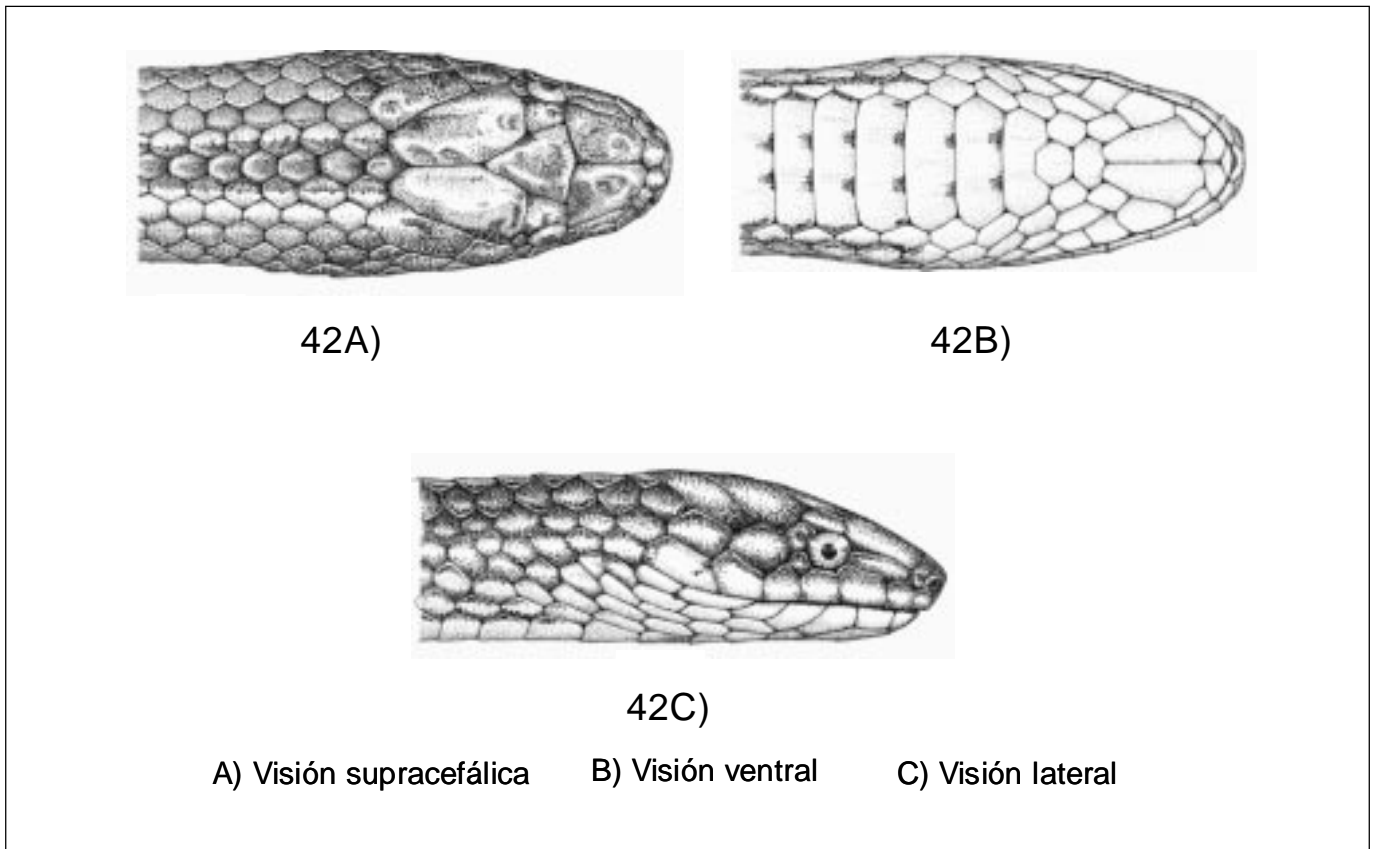 42A) 42B)
42C)
A) Visión supracefálica B) Visión ventral C) Visión lateral